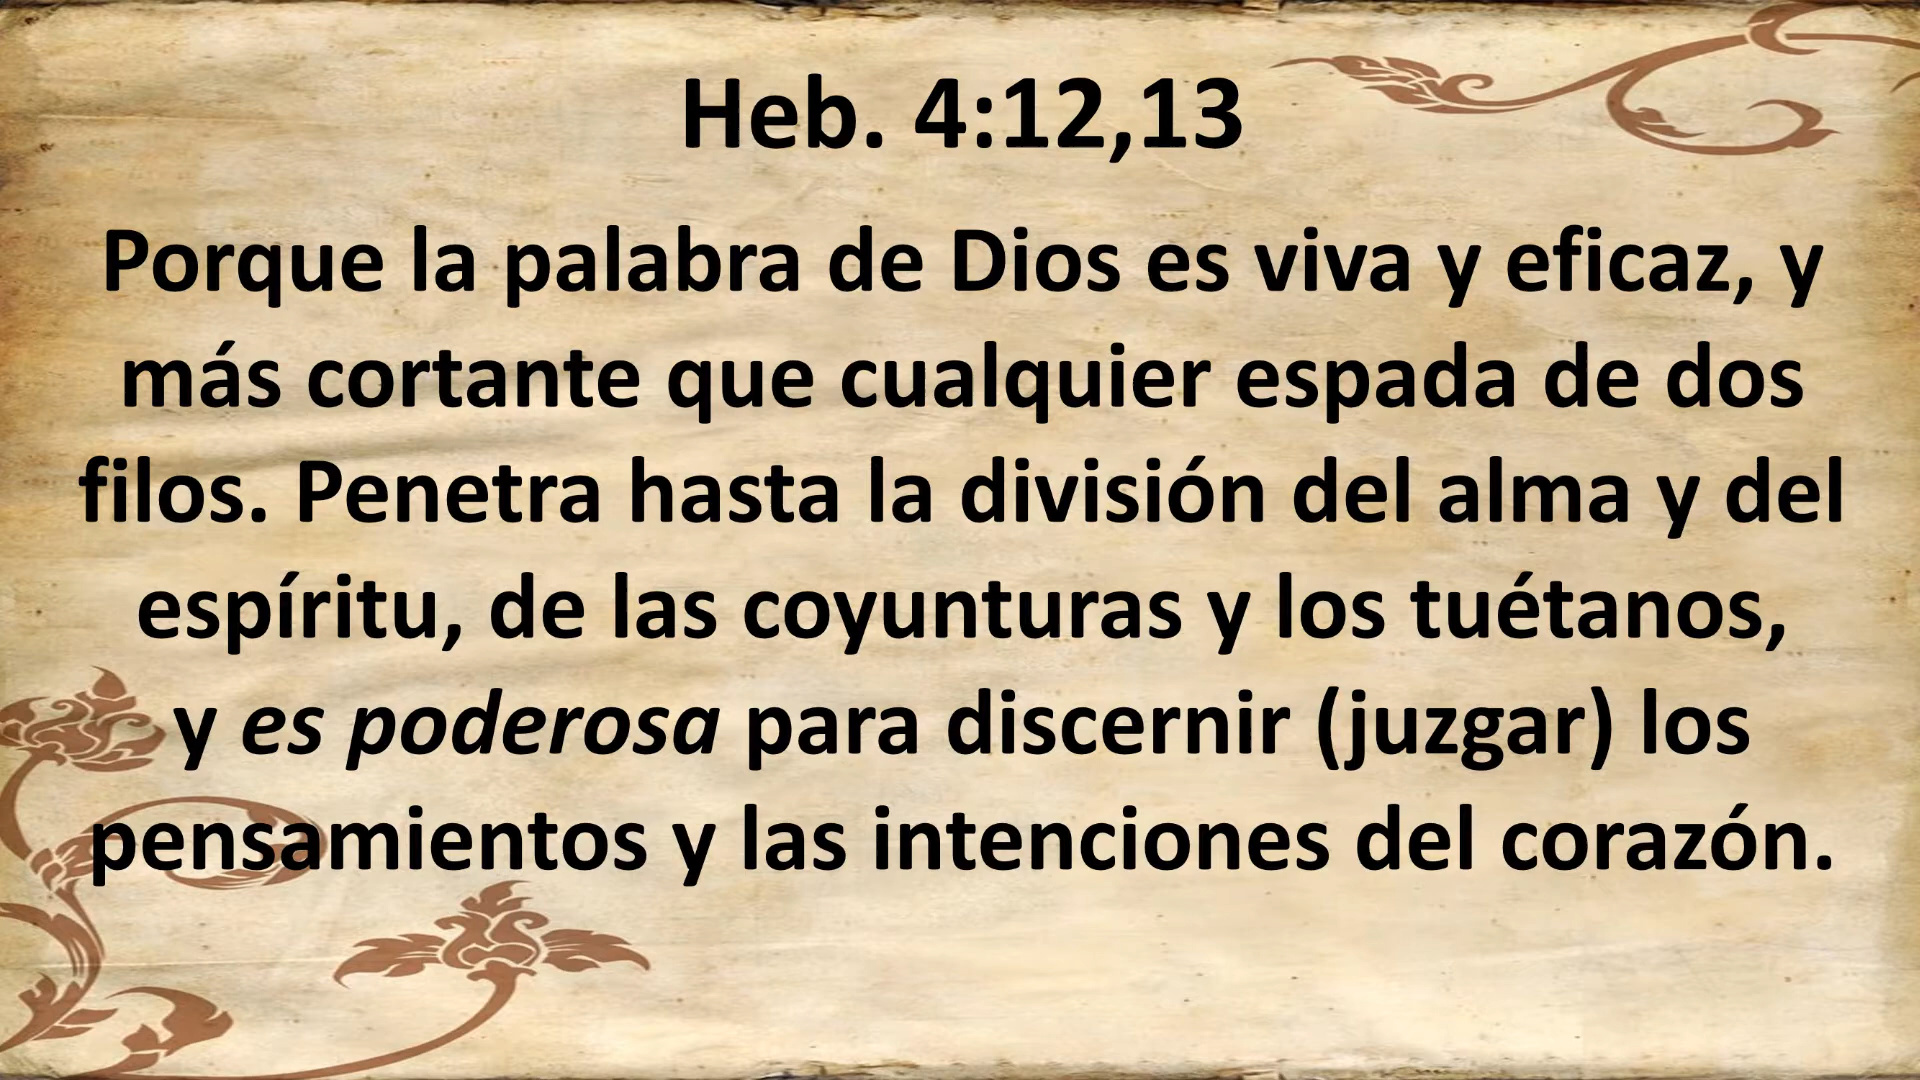 Heb. 4:12,13
Porque la palabra de Dios es viva y eficaz, y
más cortante que cualquier espada de dos
filos. Penetra hasta la división del alma y del
espíritu, de las coyunturas y los tuétanos,
y es poderosa para discernir (juzgar) los
pensamientos y las intenciones del corazón.